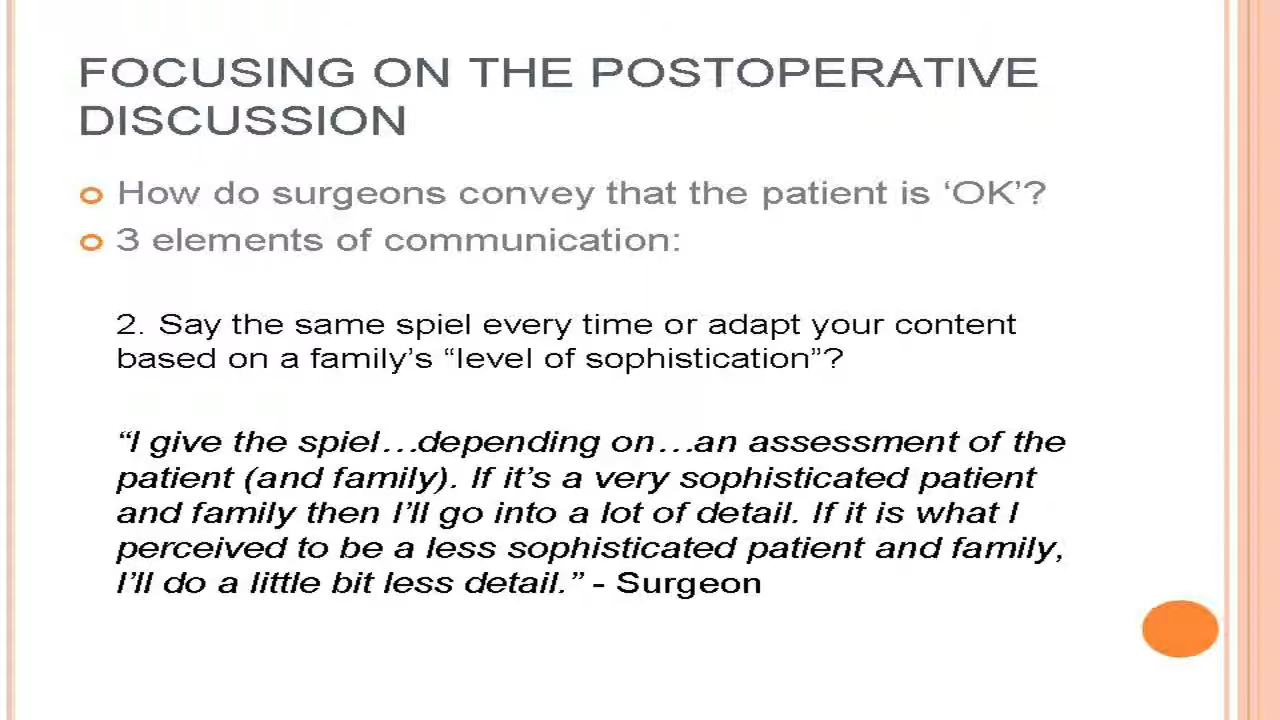 FOCUSING ON THE POSTOPERATIVE
DISCUSSION
How do surgeons convey that the patient is ‘OK’?
3 elements of communication:
2. Say the same spiel every time or adapt your content
based on a family’s “level of sophistication”?
“I give the spiel…depending on…an assessment of the
patient (and family). If it’s a very sophisticated patient
and family then I’ll go into a lot of detail. If it is what I
perceived to be a less sophisticated patient and family,
I’ll do a little bit less detail.” - Surgeon